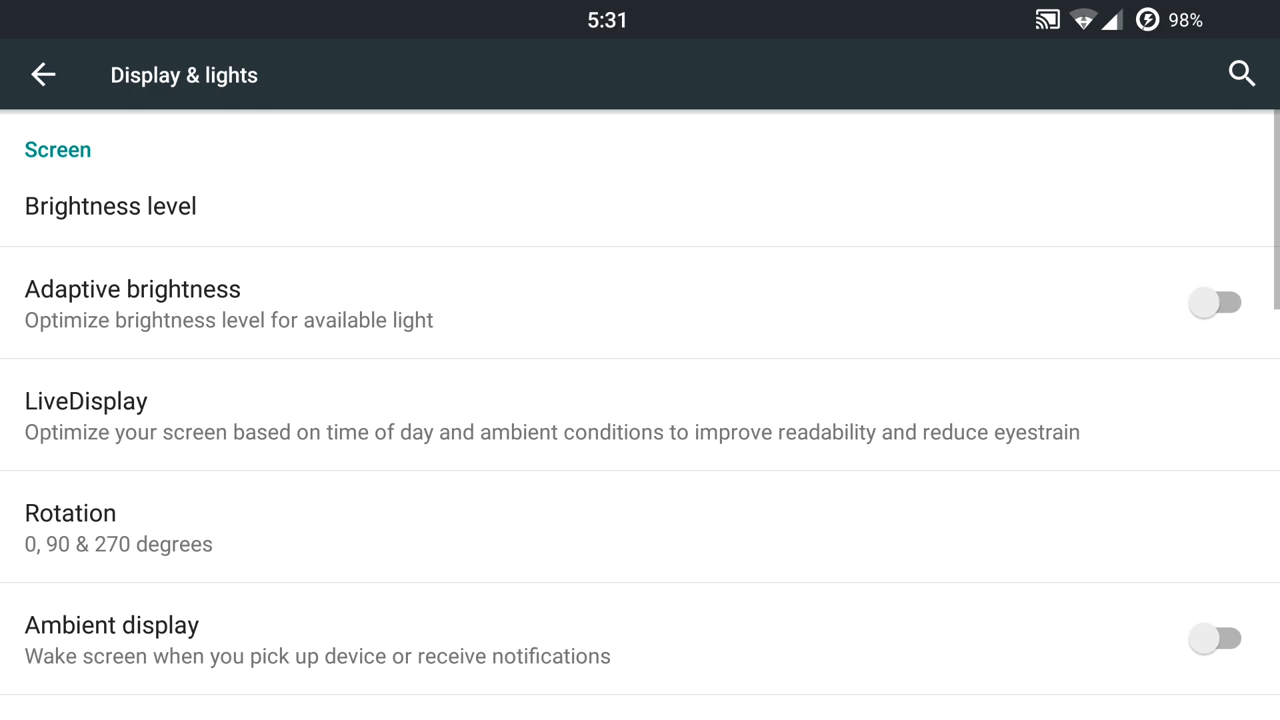 5:31
98%
Display & lights
Screen
Brightness level
Adaptive brightness
Optimize brightness level for available light
LiveDisplay
Optimize your screen based on time of day and ambient conditions to improve readability and reduce eyestrain
Rotation
0, 90 & 270 degrees
Ambient display
Wake screen when you pick up device or receive notifications